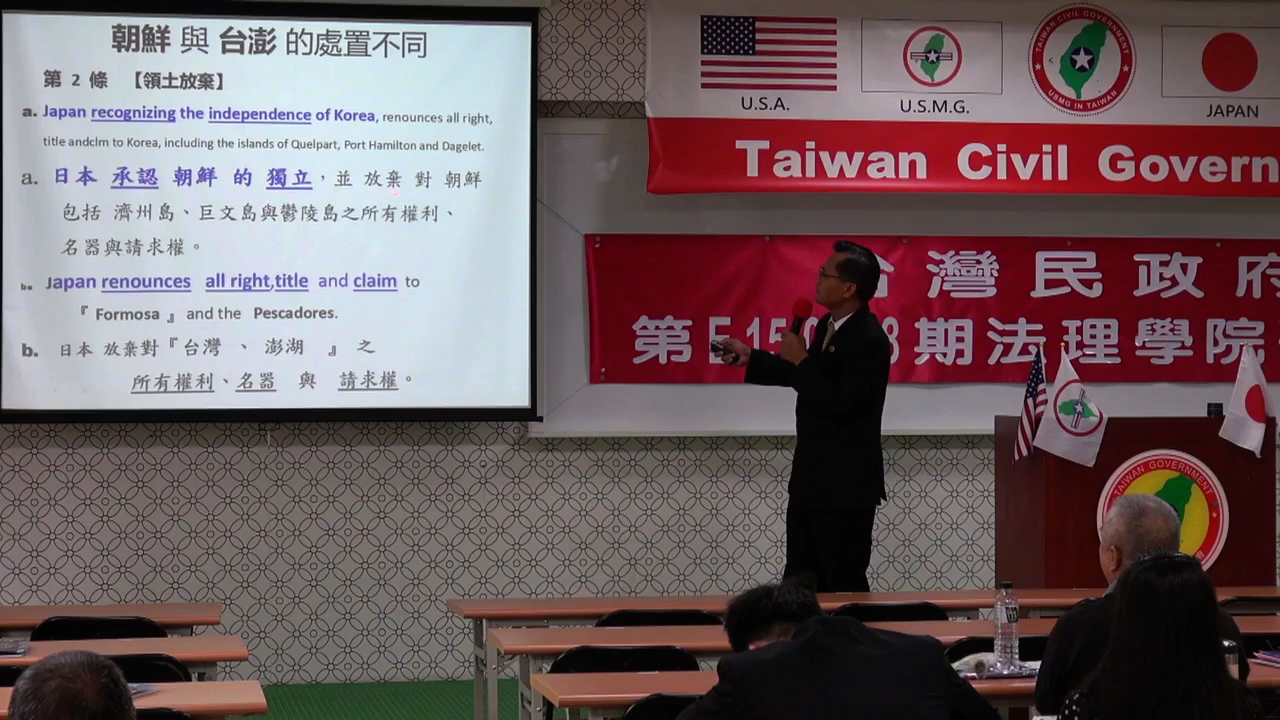 朝鮮 與 台澎 的處置不同
第 2 條 【領土放棄】
a. Japan recognizing the independence of Korea, renounces all right,
title andclm to Korea, including the islands of Quelpart, Port Hamilton and Dagelet.
a. 日本 承認 朝鮮 的 獨立，並 放棄 對 朝鮮
包括 濟州島、巨文島與鬱陵島之所有權利、
名器與請求權。
b. Japan renounces all right,title and claim to
『 Formosa 』 and the Pescadores.
b. 日本 放棄對『台灣 、 澎湖 』 之
所有權利、名器 與 請求權。
TAIWAN CIVIL GOVERNMENT
USMG IN TAIWAN
U.S.A.
U.S.M.G.
JAPAN
Taiwan Civil Govern
台灣民政府
期法理學院
TAIWAN GOVERNMENT